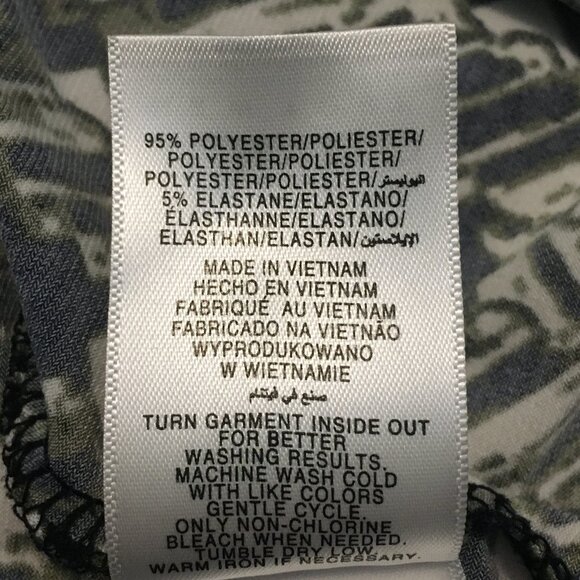 95% POLYESTER/POLIESTER/
POLYESTER/POLIESTER/
POLYESTER/POLIESTER/البوليستر
5% ELASTANE/ELASTANO/
ÉLASTHANNE/ELASTANO/
ELASTHAN/ELASTAN/الإيلاستين
MADE IN VIETNAM
HECHO EN VIETNAM
FABRIQUÉ AU VIETNAM
FABRICADO NA VIETNÃO
WYPRODUKOWANO
W WIETNAMIE
صنع في فيتنام
TURN GARMENT INSIDE OUT
FOR BETTER
WASHING RESULTS.
MACHINE WASH COLD
WITH LIKE COLORS
GENTLE CYCLE.
ONLY NON-CHLORINE
BLEACH WHEN NEEDED.
TUMBLE DRY LOW.
WARM IRON IF NECESSARY.